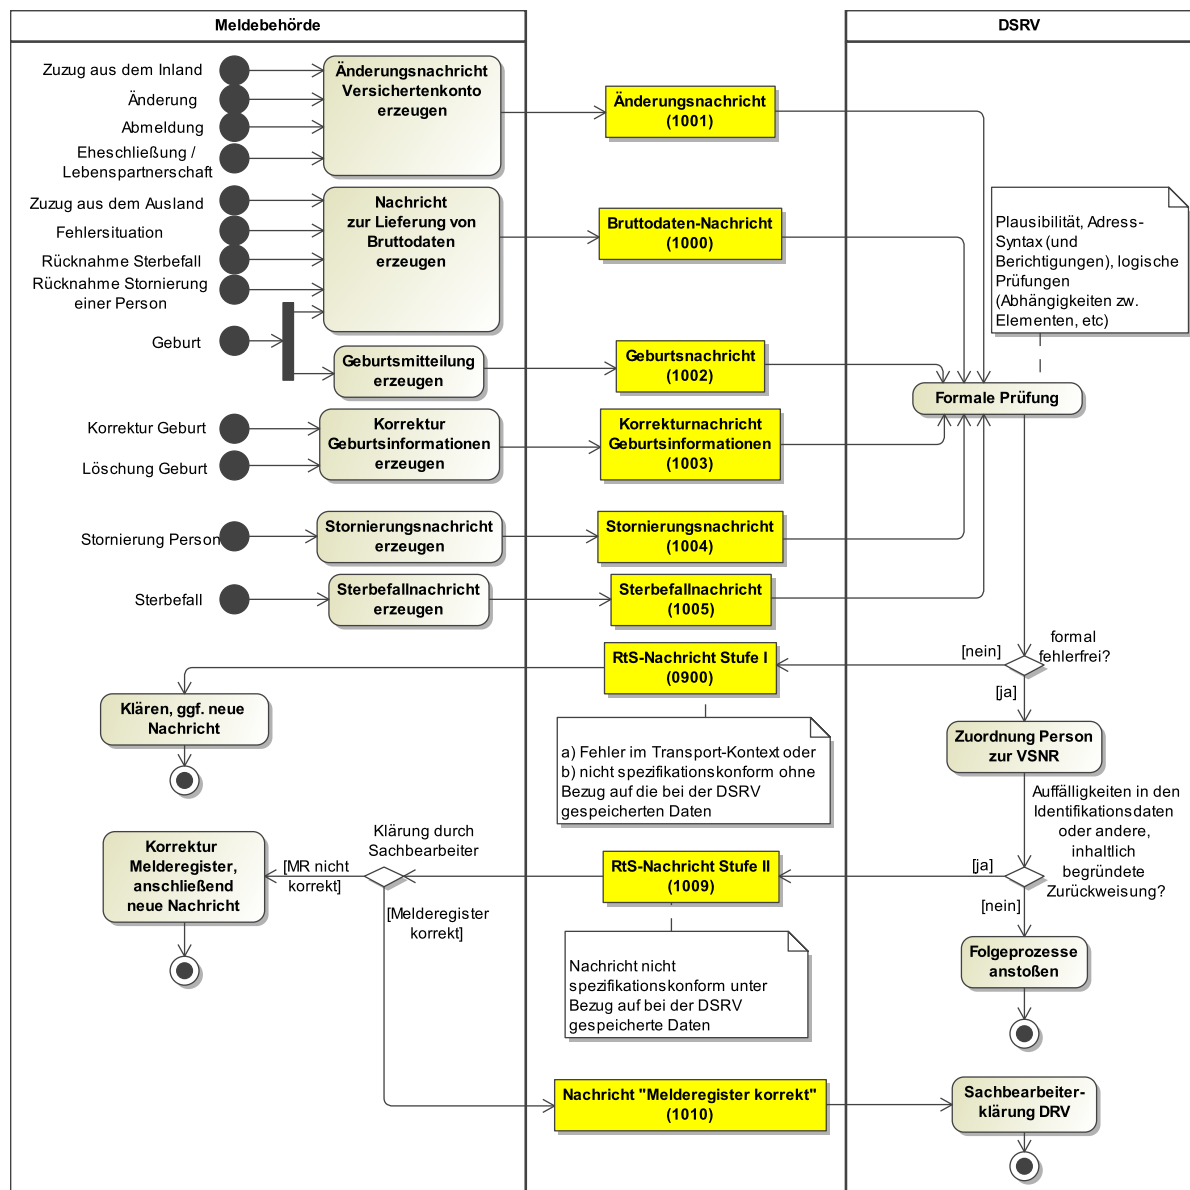 Meldebehörde
DSRV
Zuzug aus dem Inland
Änderung
Abmeldung
Eheschließung /
Lebenspartnerschaft
Änderungsnachricht
Versichertenkonto
erzeugen
Änderungsnachricht
(1001)
Zuzug aus dem Ausland
Fehlersituation
Rücknahme Sterbefall
Rücknahme Stornierung
einer Person
Geburt
Nachricht
zur Lieferung von
Bruttodaten
erzeugen
Bruttodaten-Nachricht
(1000)
Plausibilität, Adress-
Syntax (und
Berichtigungen), logische
Prüfungen
(Abhängigkeiten zw.
Elementen, etc)
Geburtsmitteilung
erzeugen
Geburtsnachricht
(1002)
Formale Prüfung
Korrektur Geburt
Löschung Geburt
Korrektur
Geburtsinformationen
erzeugen
Korrekturnachricht
Geburtsinformationen
(1003)
Stornierung Person
Stornierungsnachricht
erzeugen
Stornierungsnachricht
(1004)
Sterbefall
Sterbefallnachricht
erzeugen
Sterbefallnachricht
(1005)
formal
fehlerfrei?
[nein]
[ja]
RtS-Nachricht Stufe I
(0900)
Klären, ggf. neue
Nachricht
a) Fehler im Transport-Kontext oder
b) nicht spezifikationskonform ohne
Bezug auf die bei der DSRV
gespeicherten Daten
Zuordnung Person
zur VSNR
Auffälligkeiten in den
Identifikationsdaten
oder andere,
inhaltlich
begründete
Zurückweisung?
[ja]
[nein]
RtS-Nachricht Stufe II
(1009)
Klärung durch
Sachbearbeiter
[MR nicht
korrekt]
[Melderegister
korrekt]
Korrektur
Melderegister,
anschließend
neue Nachricht
Nachricht nicht
spezifikationskonform unter
Bezug auf bei der DSRV
gespeicherte Daten
Folgeprozesse
anstoßen
Nachricht "Melderegister korrekt"
(1010)
Sachbearbeiter-
klärung DRV